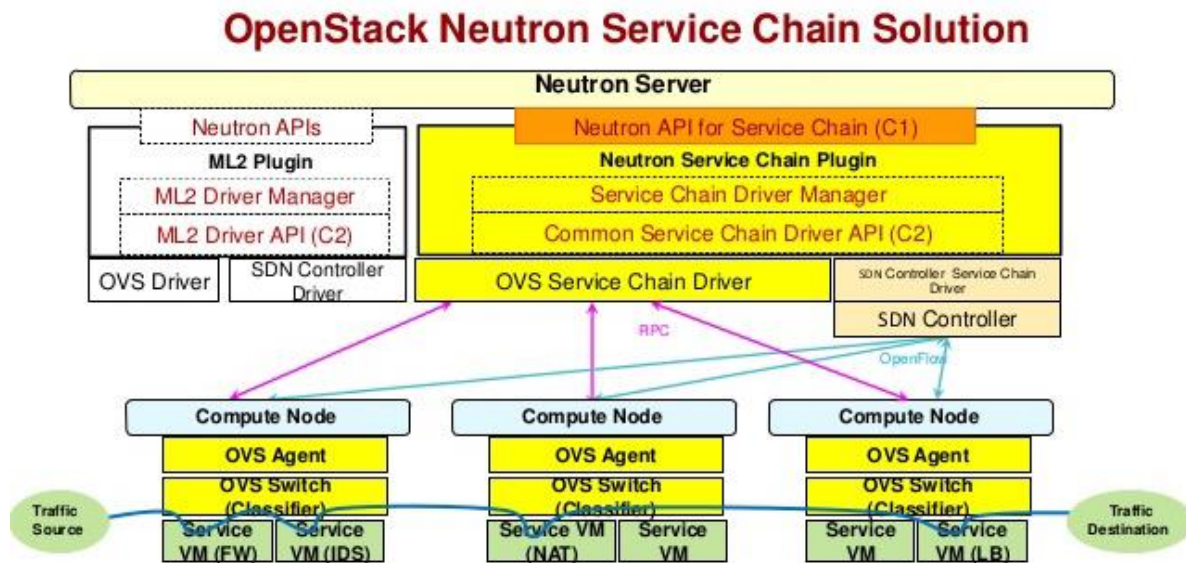 OpenStack Neutron Service Chain Solution
Neutron Server
Neutron APIs
Neutron API for Service Chain (C1)
ML2 Plugin
Neutron Service Chain Plugin
ML2 Driver Manager
Service Chain Driver Manager
ML2 Driver API (C2)
Common Service Chain Driver API (C2)
OVS Driver
SDN Controller
Driver
OVS Service Chain Driver
SDN Controller Service Chain
Driver
SDN Controller
RPC
OpenFlow
Compute Node
Compute Node
Compute Node
OVS Agent
OVS Agent
OVS Agent
OVS Switch
(Classifier)
OVS Switch
(Classifier)
OVS Switch
(Classifier)
Traffic
Source
Service
VM (FW)
Service
VM (IDS)
Service VM
(NAT)
Service
VM
Service
VM
Service
VM (LB)
Traffic
Destination